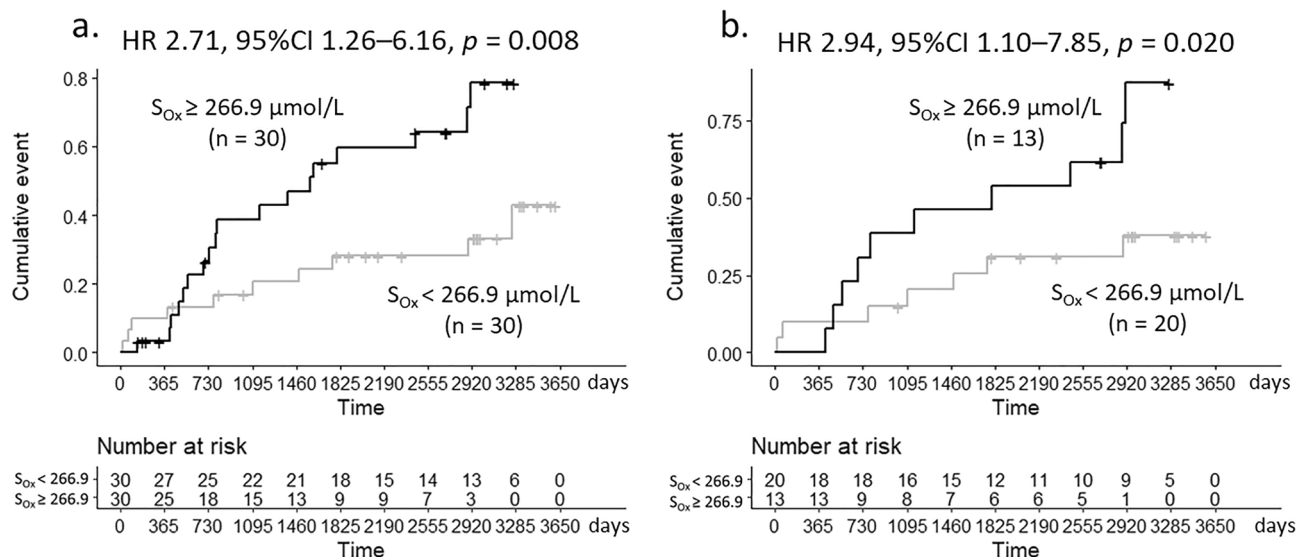 a.
HR 2.71, 95%CI 1.26–6.16, p = 0.008
Cumulative event
0.8
0.6
0.4
0.2
0.0
SOx ≥ 266.9 μmol/L
(n = 30)
SOx < 266.9 μmol/L
(n = 30)
0 365 730 1095 1460 1825 2190 2555 2920 3285 3650 days
Time
Number at risk
SOx < 266.9 30 27 25 22 21 18 15 14 13 6 0
SOx ≥ 266.9 30 25 18 15 13 9 9 7 3 0 0
0 365 730 1095 1460 1825 2190 2555 2920 3285 3650 days
Time
b.
HR 2.94, 95%CI 1.10–7.85, p = 0.020
Cumulative event
0.75
0.50
0.25
0.00
SOx ≥ 266.9 μmol/L
(n = 13)
SOx < 266.9 μmol/L
(n = 20)
0 365 730 1095 1460 1825 2190 2555 2920 3285 3650 days
Time
Number at risk
SOx < 266.9 20 18 18 16 15 12 11 10 9 5 0
SOx ≥ 266.9 13 13 9 8 7 6 6 5 1 0 0
0 365 730 1095 1460 1825 2190 2555 2920 3285 3650 days
Time